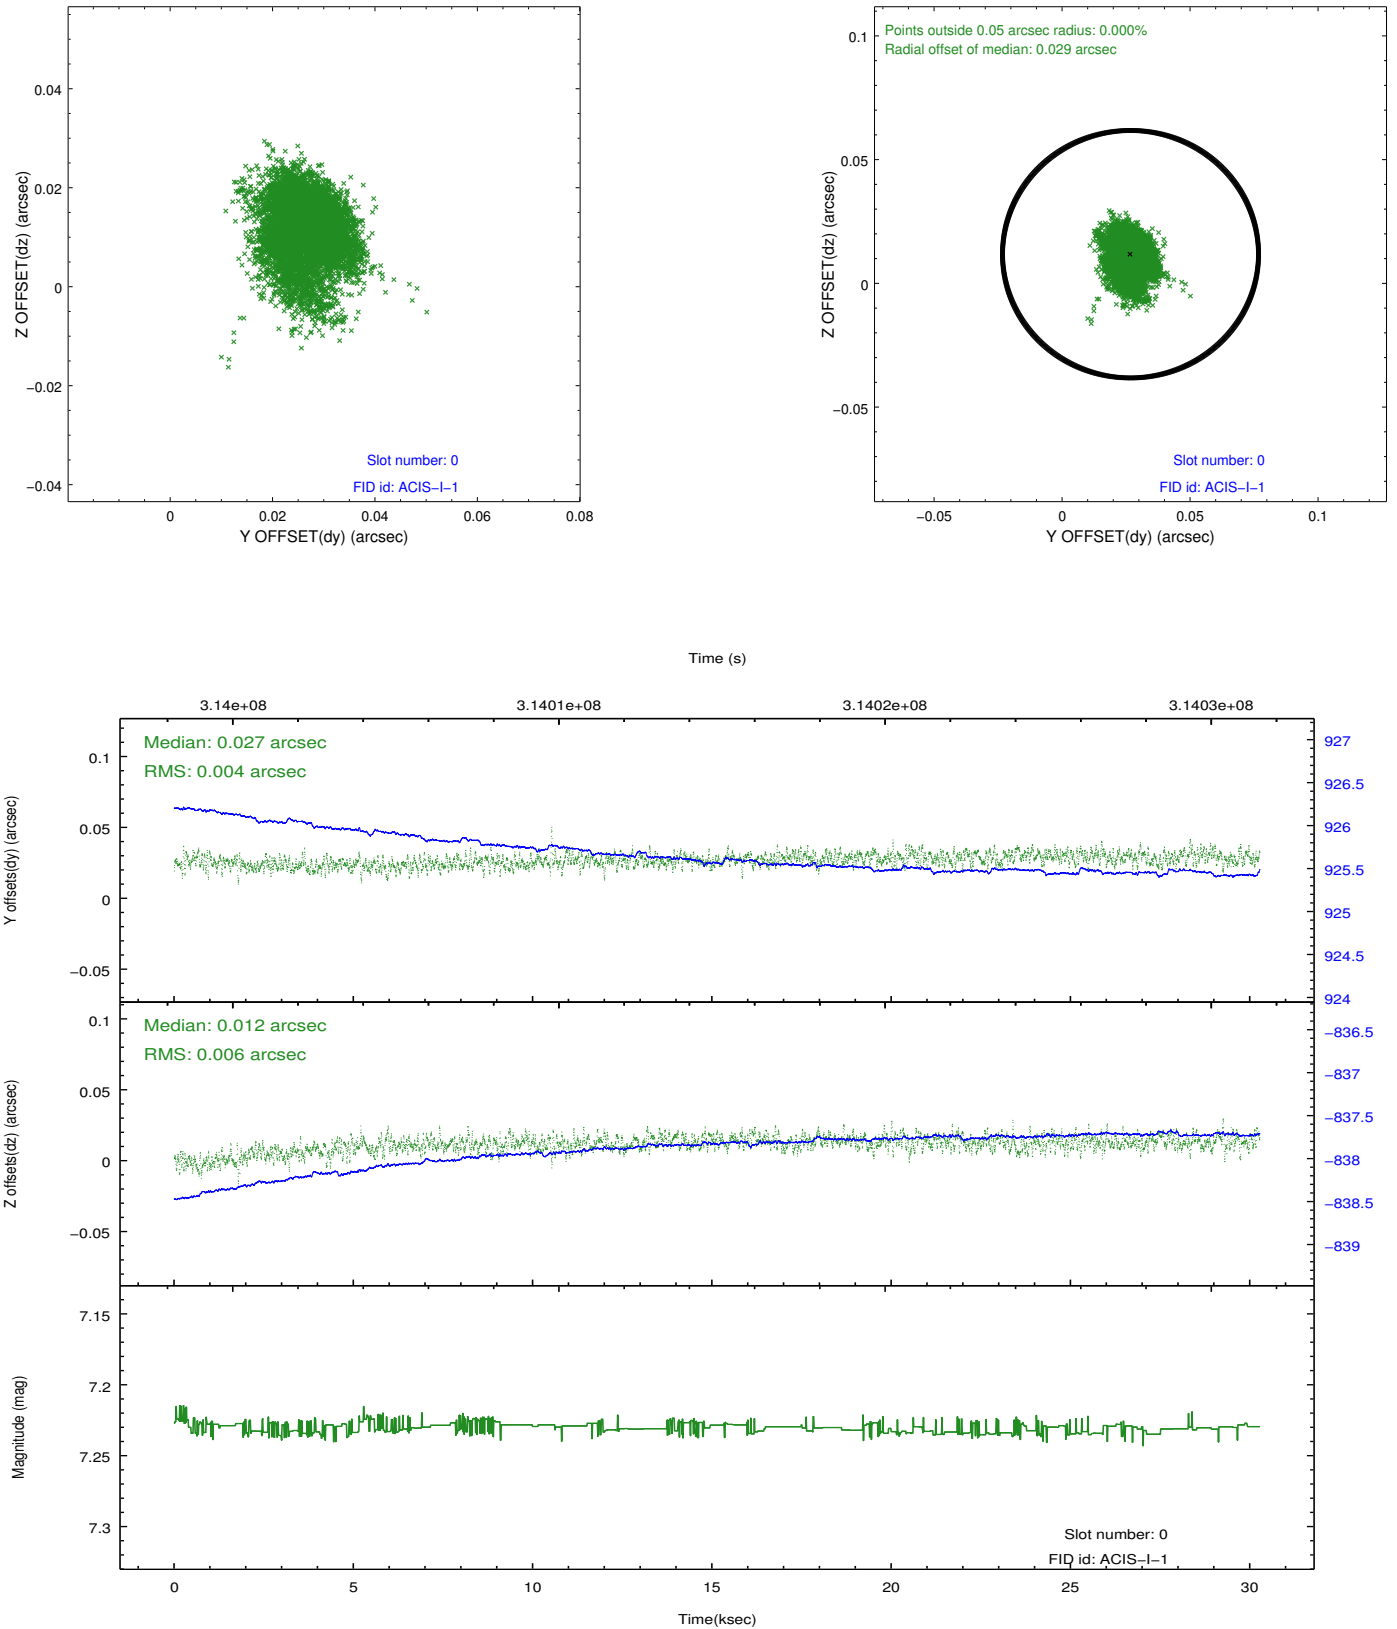 0.04
0.02
0
−0.02
−0.04
Z OFFSET(dz) (arcsec)
Slot number: 0
FID id: ACIS−I−1
0
0.02
0.04
0.06
0.08
Y OFFSET(dy) (arcsec)
Points outside 0.05 arcsec radius: 0.000%
Radial offset of median: 0.029 arcsec
0.1
0.05
0
−0.05
Z OFFSET(dz) (arcsec)
Slot number: 0
FID id: ACIS−I−1
−0.05
0
0.05
0.1
Y OFFSET(dy) (arcsec)
Time (s)
3.14e+08
3.1401e+08
3.1402e+08
3.1403e+08
Median: 0.027 arcsec
RMS: 0.004 arcsec
0.1
0.05
0
−0.05
Y offsets(dy) (arcsec)
927
926.5
926
925.5
925
924.5
924
Median: 0.012 arcsec
RMS: 0.006 arcsec
0.1
0.05
0
−0.05
Z offsets(dz) (arcsec)
−836.5
−837
−837.5
−838
−838.5
−839
7.15
7.2
7.25
7.3
Magnitude (mag)
Slot number: 0
FID id: ACIS−I−1
0
5
10
15
20
25
30
Time(ksec)